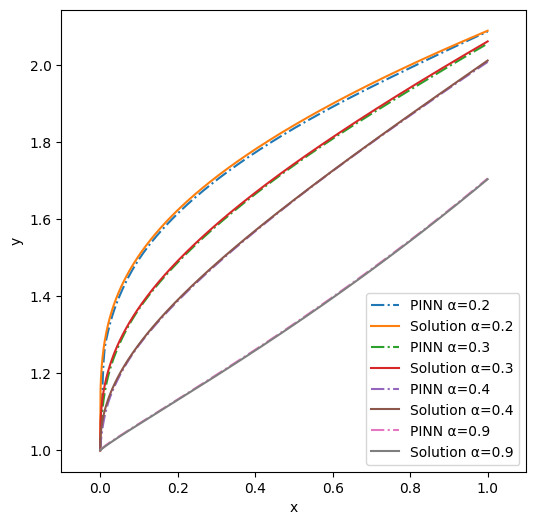 2.0
1.8
1.6
1.4
1.2
1.0
y
PINN α=0.2
Solution α=0.2
PINN α=0.3
Solution α=0.3
PINN α=0.4
Solution α=0.4
PINN α=0.9
Solution α=0.9
0.0 0.2 0.4 0.6 0.8 1.0
x